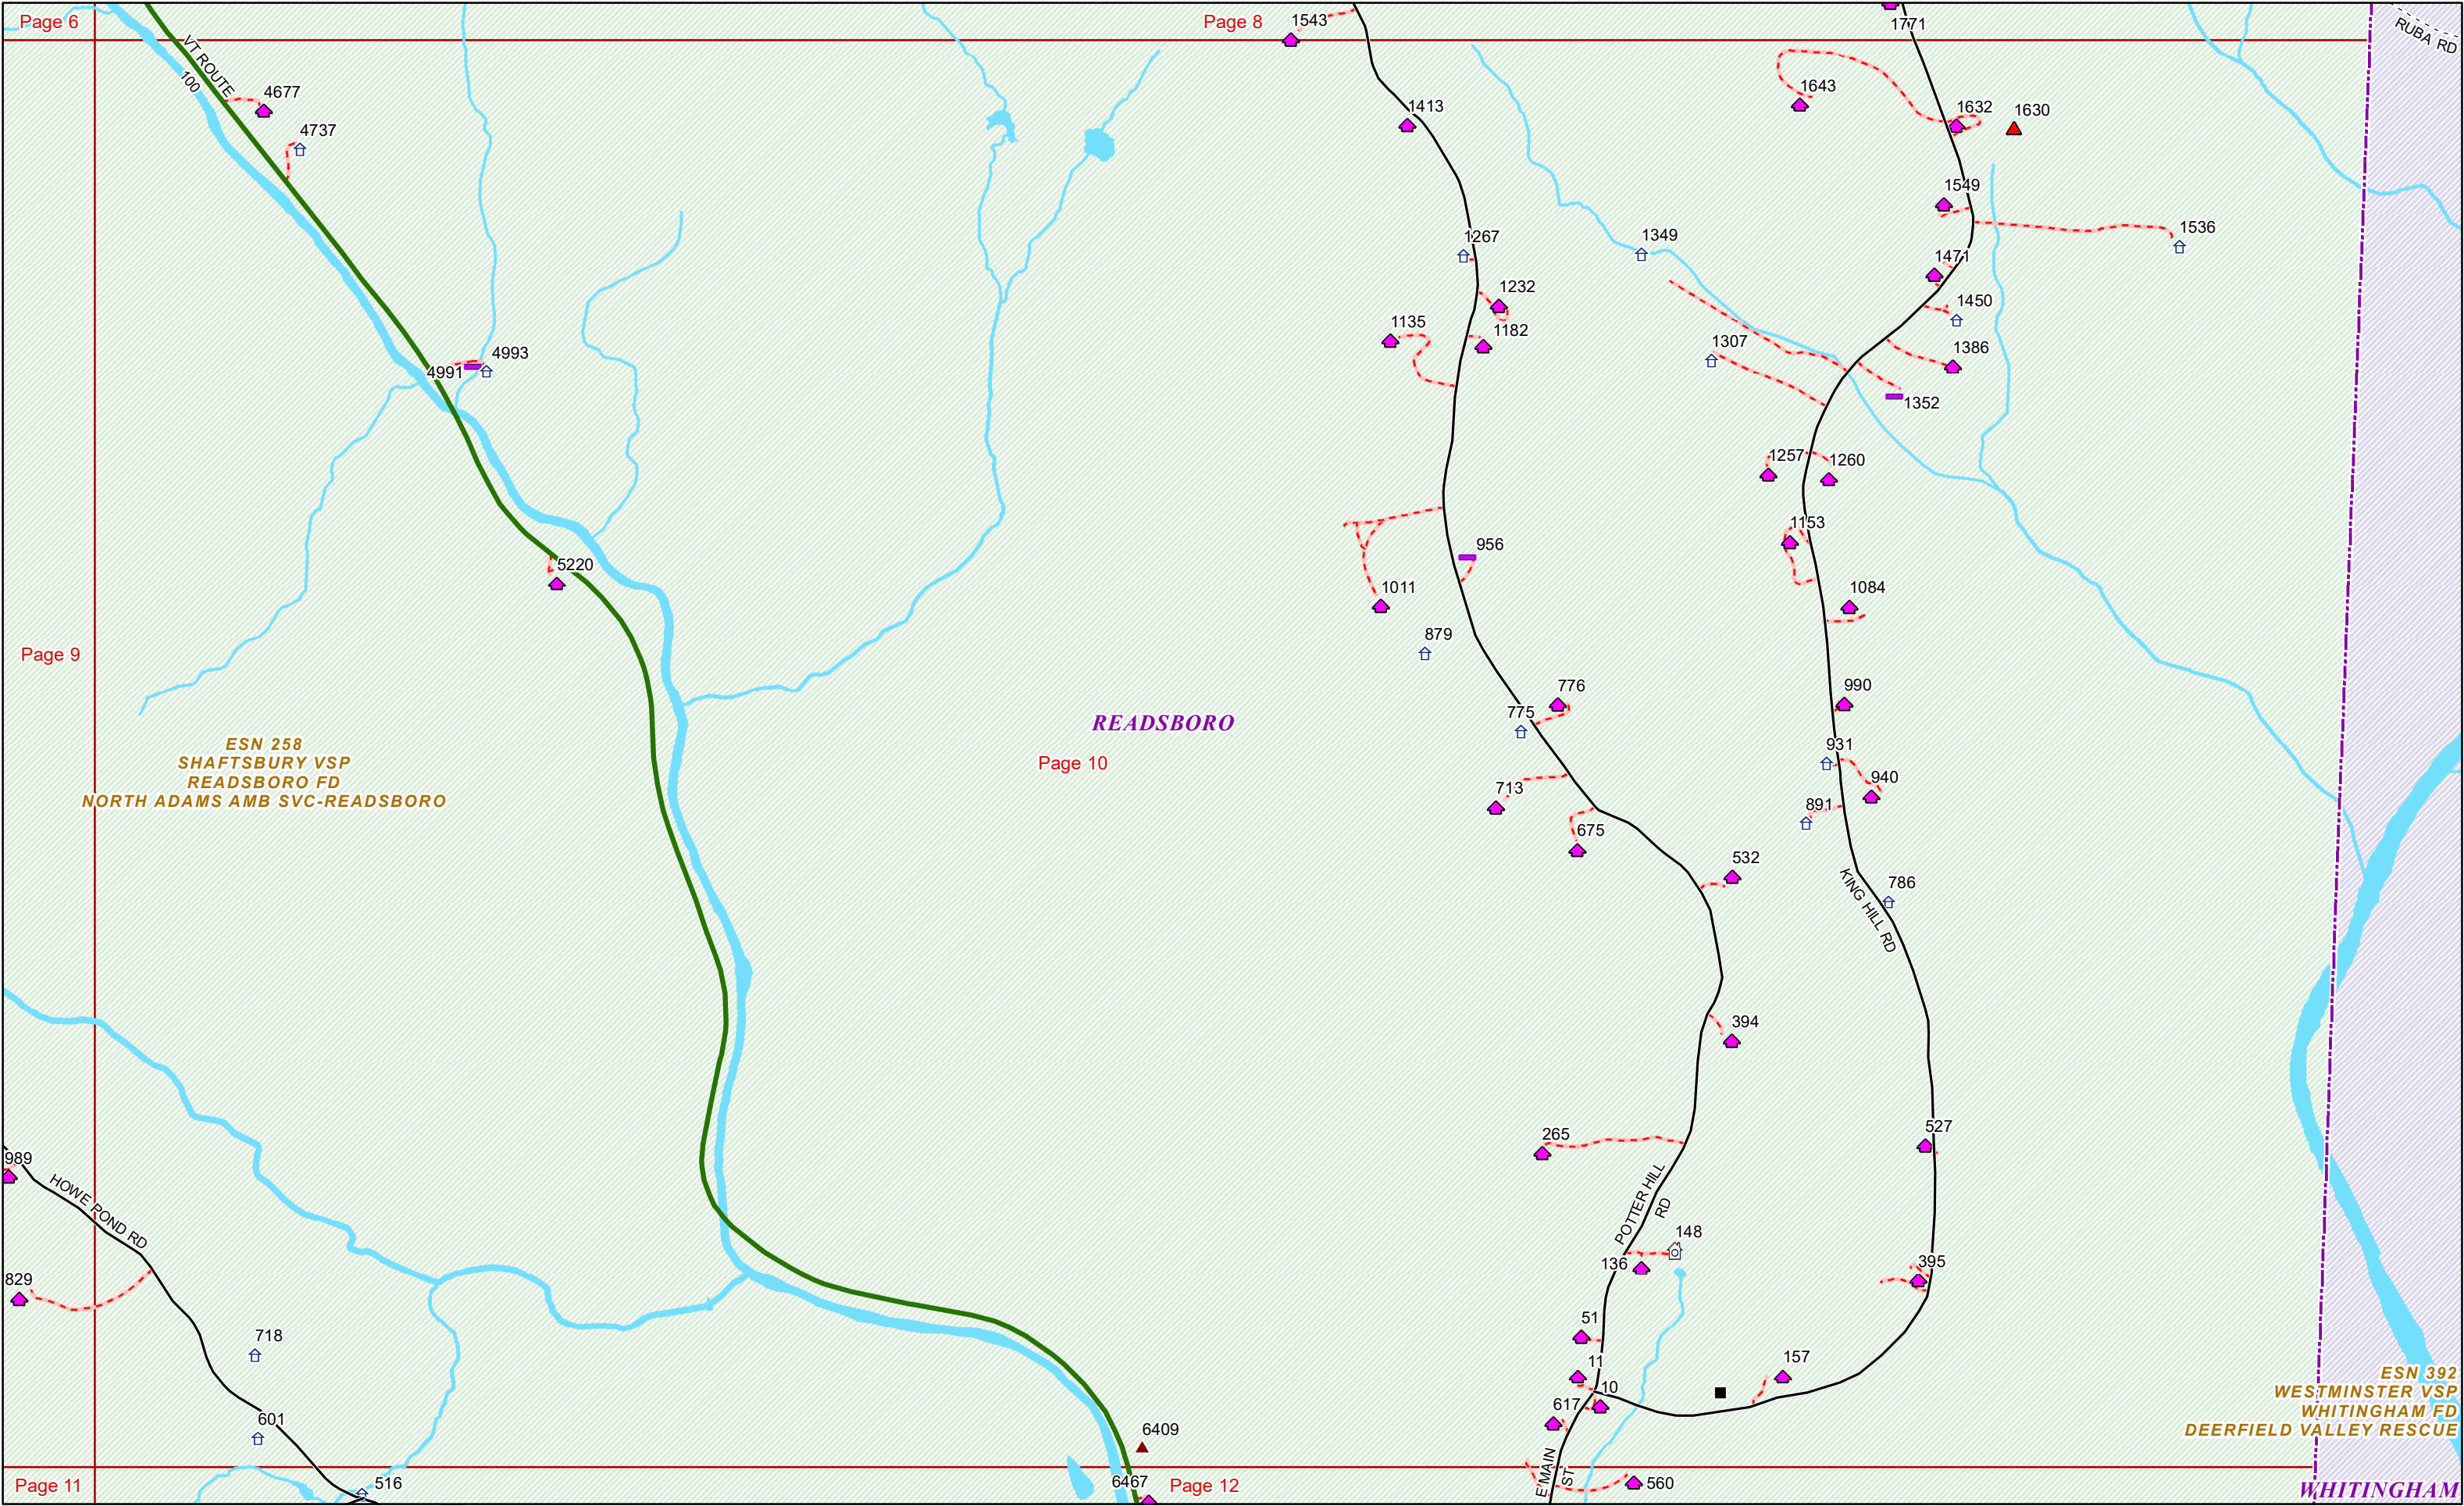 Page 6
Page 8
1543
1771
RUBA RD
VT ROUTE
100
4677
1643
1413
1632
1630
4737
1549
1536
1267
1349
1471
1232
1450
1135
1182
1307
1386
4993
4991
1352
1257
1260
1153
956
5220
1011
1084
879
Page 9
776
990
775
READSBORO
931
ESN 258
SHAFTSBURY VSP
READSBORO FD
NORTH ADAMS AMB SVC-READSBORO
Page 10
940
713
891
675
532
786
KING HILL RD
394
527
265
989
HOWE POND RD
POTTER HILL
RD
148
136
395
829
51
718
11
157
10
617
ESN 392
WESTMINSTER VSP
WHITINGHAM FD
DEERFIELD VALLEY RESCUE
601
6409
E MAIN
ST
Page 11
516
6467
Page 12
560
WHITINGHAM